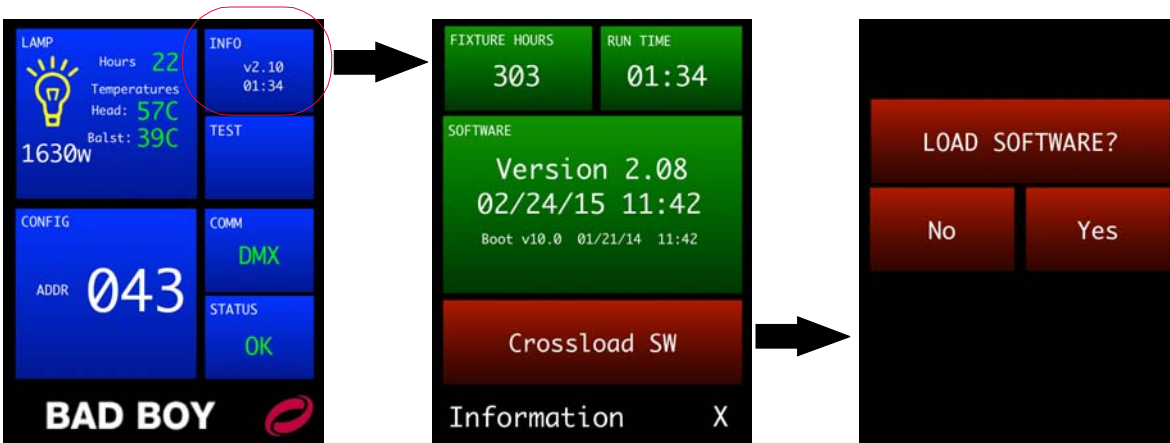 LAMP
Hours 22
Temperatures
Head: 57C
Balst: 39C
1630w
INFO
v2.10
01:34
TEST
CONFIG
ADDR 043
COMM
DMX
STATUS
OK
BAD BOY
FIXTURE HOURS
303
RUN TIME
01:34
SOFTWARE
Version 2.08
02/24/15 11:42
Boot v10.0 01/21/14 11:42
Crossload SW
Information X
LOAD SOFTWARE?
No
Yes